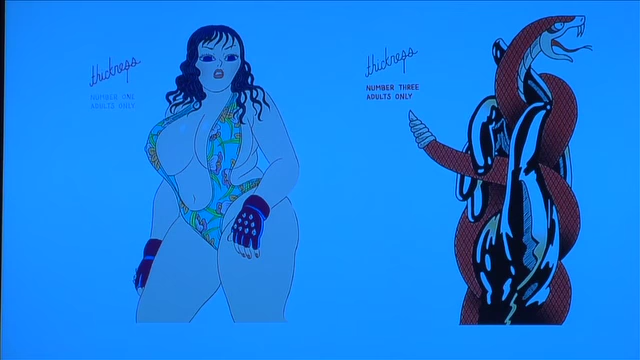 thickness
NUMBER ONE
ADULTS ONLY
thickness
NUMBER THREE
ADULTS ONLY